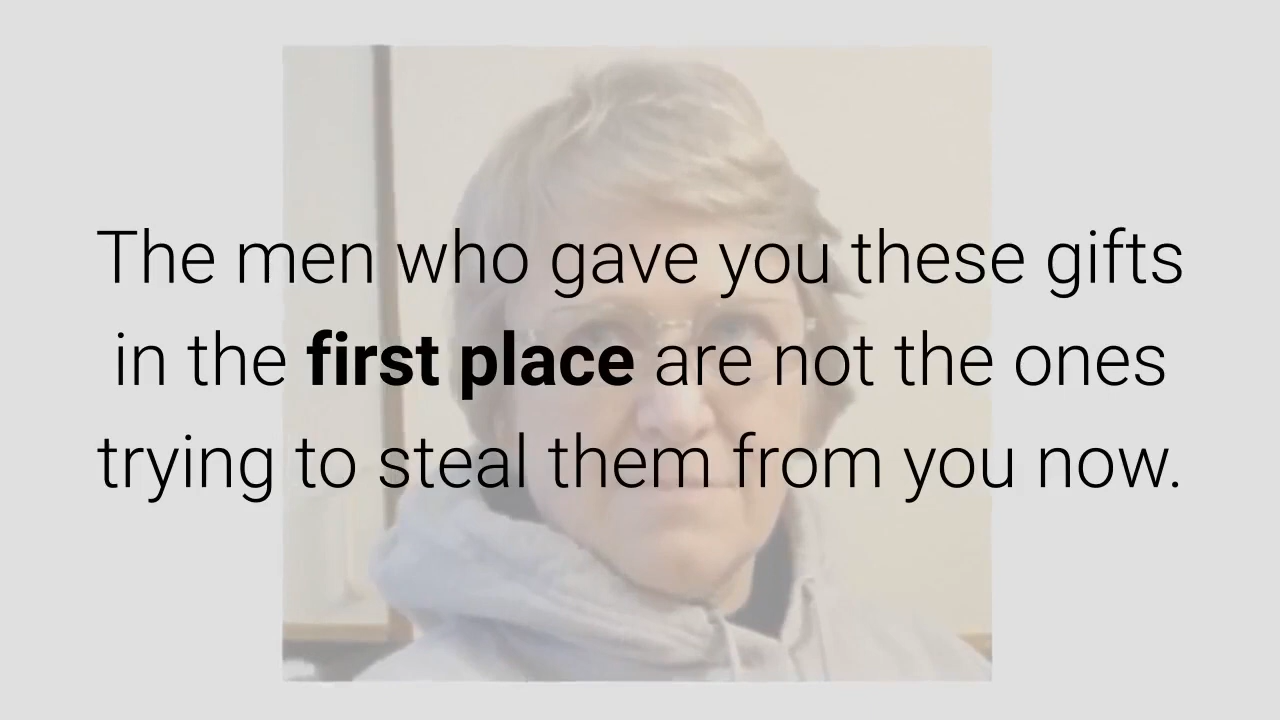 The men who gave you these gifts
in the first place are not the ones
trying to steal them from you now.